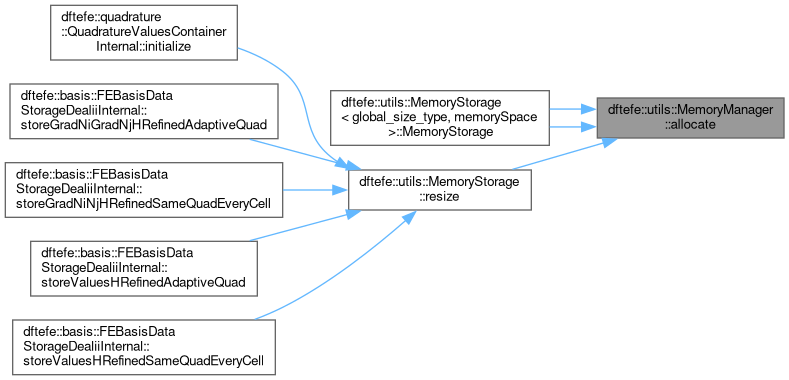 dftefe::quadrature
::QuadratureValuesContainer
Internal::initialize
dftefe::basis::FEBasisData
StorageDealiiInternal::
storeGradNiGradNjHRefinedAdaptiveQuad
dftefe::basis::FEBasisData
StorageDealiiInternal::
storeGradNiNjHRefinedSameQuadEveryCell
dftefe::basis::FEBasisData
StorageDealiiInternal::
storeValuesHRefinedAdaptiveQuad
dftefe::basis::FEBasisData
StorageDealiiInternal::
storeValuesHRefinedSameQuadEveryCell
dftefe::utils::MemoryStorage
< global_size_type, memorySpace
>::MemoryStorage
dftefe::utils::MemoryStorage
::resize
dftefe::utils::MemoryManager
::allocate